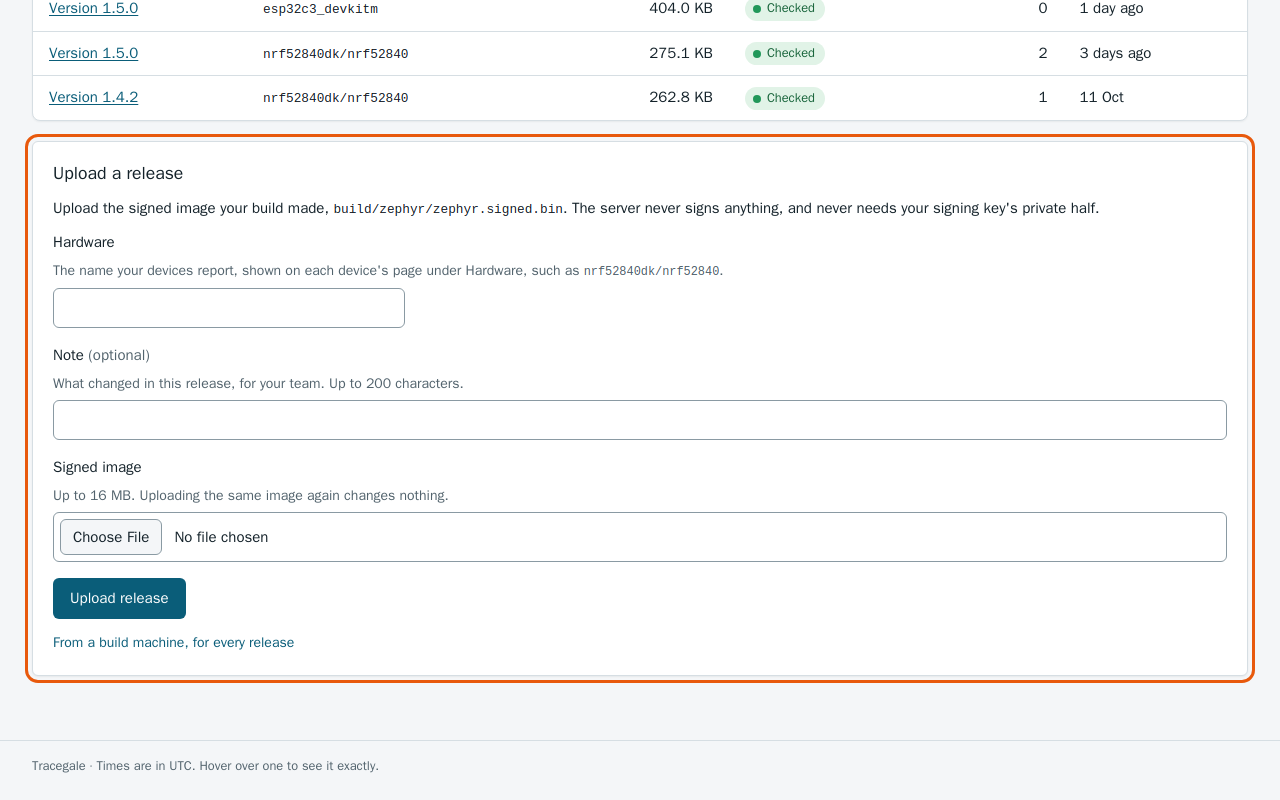 Version 1.5.0 esp32c3_devkitm 404.0 KB Checked 0 1 day ago
Version 1.5.0 nrf52840dk/nrf52840 275.1 KB Checked 2 3 days ago
Version 1.4.2 nrf52840dk/nrf52840 262.8 KB Checked 1 11 Oct
Upload a release
Upload the signed image your build made, build/zephyr/zephyr.signed.bin. The server never signs anything, and never needs your signing key's private half.
Hardware
The name your devices report, shown on each device's page under Hardware, such as nrf52840dk/nrf52840.
Note (optional)
What changed in this release, for your team. Up to 200 characters.
Signed image
Up to 16 MB. Uploading the same image again changes nothing.
Choose File No file chosen
Upload release
From a build machine, for every release
Tracegale · Times are in UTC. Hover over one to see it exactly.